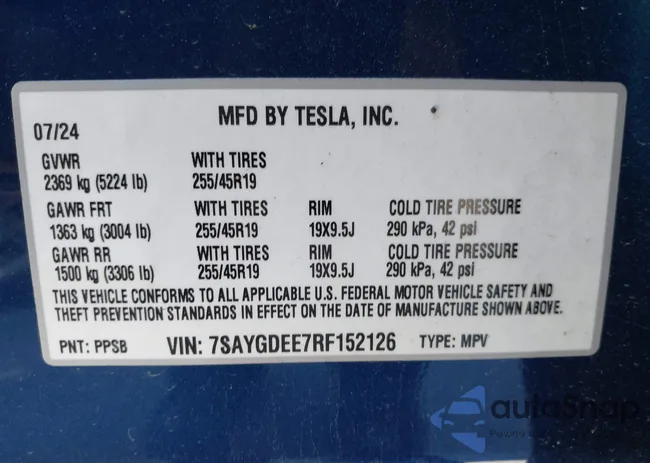 MFD BY TESLA, INC.
07/24
GVWR WITH TIRES
2369 kg (5224 lb) 255/45R19
GAWR FRT WITH TIRES RIM COLD TIRE PRESSURE
1363 kg (3004 lb) 255/45R19 19X9.5J 290 kPa, 42 psi
GAWR RR WITH TIRES RIM COLD TIRE PRESSURE
1500 kg (3306 lb) 255/45R19 19X9.5J 290 kPa, 42 psi
THIS VEHICLE CONFORMS TO ALL APPLICABLE U.S. FEDERAL MOTOR VEHICLE SAFETY AND
THEFT PREVENTION STANDARDS IN EFFECT ON THE DATE OF MANUFACTURE SHOWN ABOVE.
PNT: PPSB VIN: 7SAYGDEE7RF152126 TYPE: MPV
autoSnap